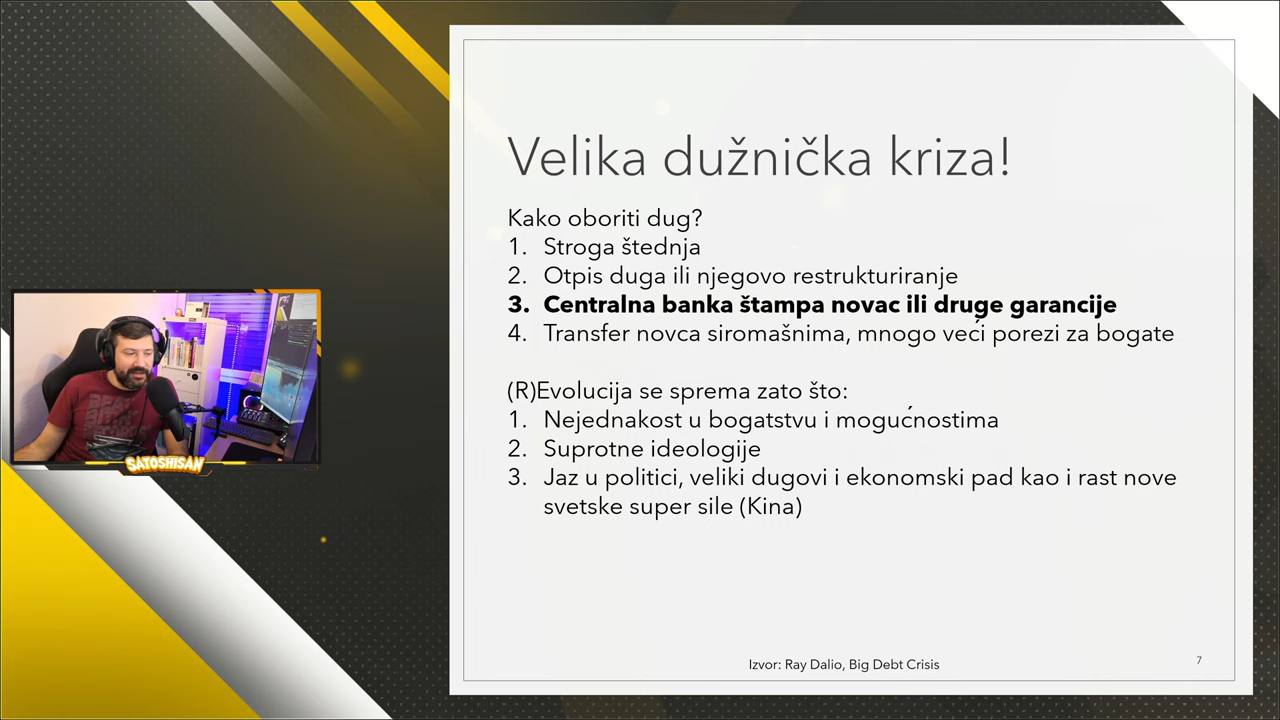 Velika dužnička kriza!
Kako oboriti dug?
1. Stroga štednja
2. Otpis duga ili njegovo restrukturiranje
3. Centralna banka štampa novac ili druge garancije
4. Transfer novca siromašnima, mnogo veći porezi za bogate
(R)Evolucija se sprema zato što:
1. Nejednakost u bogatstvu i mogućnostima
2. Suprotne ideologije
3. Jaz u politici, veliki dugovi i ekonomski pad kao i rast nove
svetske super sile (Kina)
Izvor: Ray Dalio, Big Debt Crisis
7
SATOSHISAN